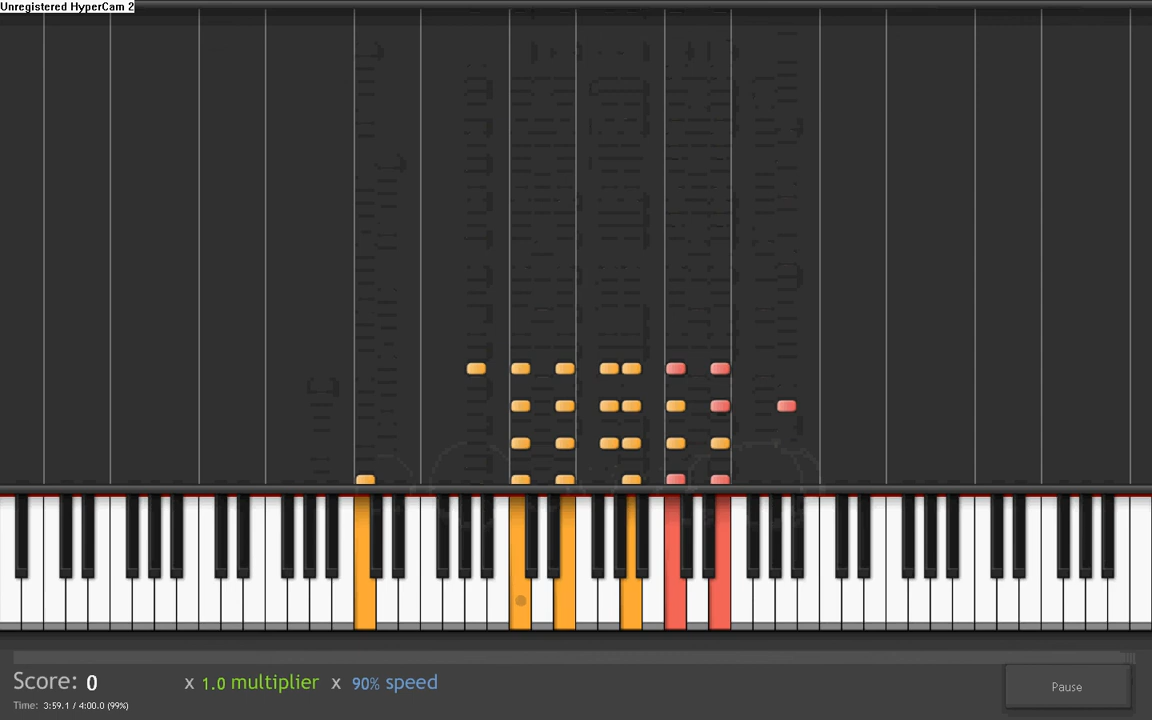 Unregistered HyperCam 2
Score: 0 x 1.0 multiplier x 90% speed
Pause
Time: 3:59.1 / 4:00.0 (99%)